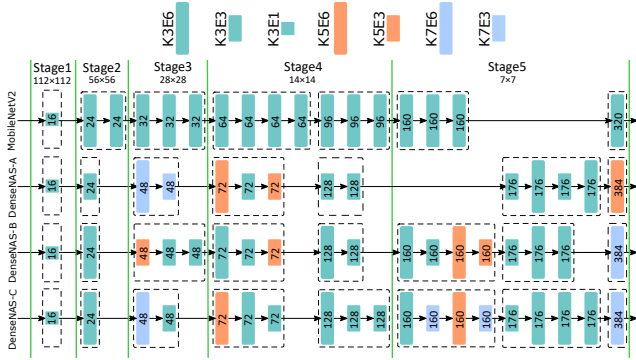 K3E6 K3E3 K3E1 K5E6 K5E3 K7E6 K7E3
Stage1 Stage2 Stage3 Stage4 Stage5
112×112 56×56 28×28 14×14 7×7
MobileNetV2 16 24 24 32 32 32 64 64 64 64 96 96 96 160 160 160 320
DenseNAS-A 16 24 48 48 72 72 72 128 128 176 176 176 176 384
DenseNAS-B 16 24 48 48 48 72 72 72 128 128 160 160 160 160 176 176 176 384
DenseNAS-C 16 24 48 48 72 72 72 128 128 128 160 160 160 160 176 176 176 176 384